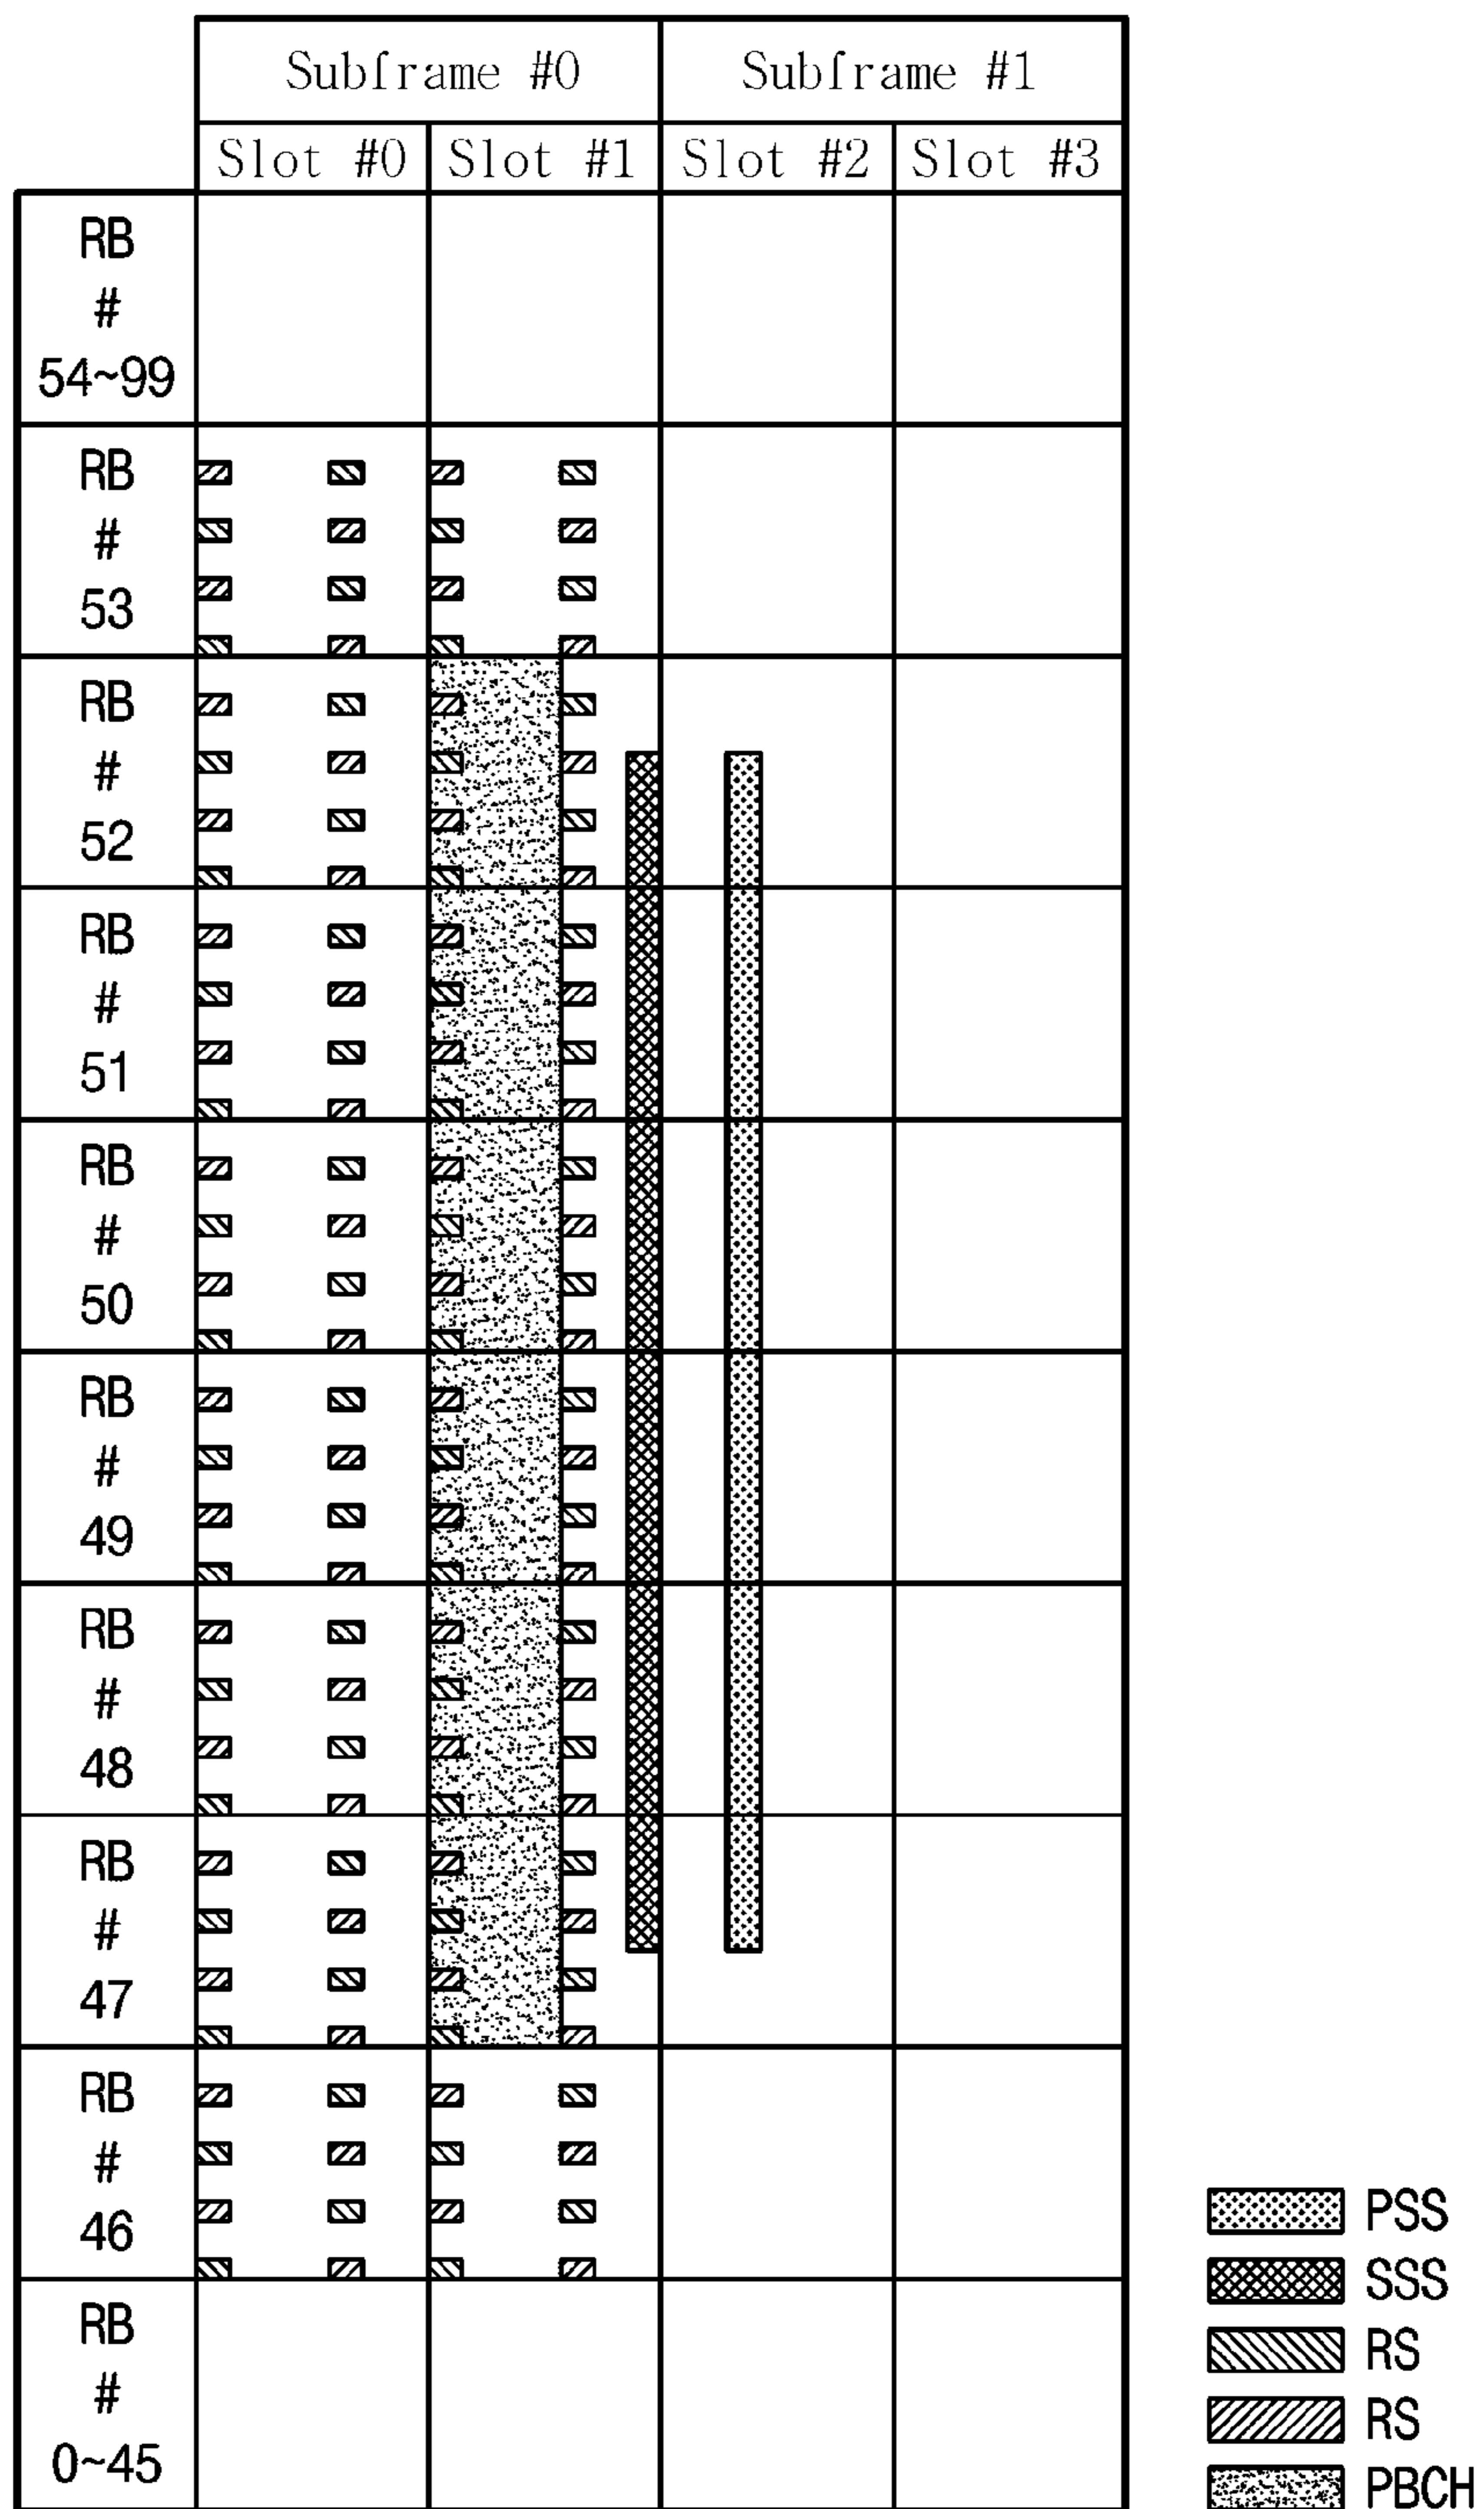 Subframe #0
Subframe #1
Slot #0
Slot #1
Slot #2
Slot #3
RB
#
54~99
RB
#
53
RB
#
52
RB
#
51
RB
#
50
RB
#
49
RB
#
48
RB
#
47
RB
#
46
RB
#
0~45
PSS
SSS
RS
RS
PBCH